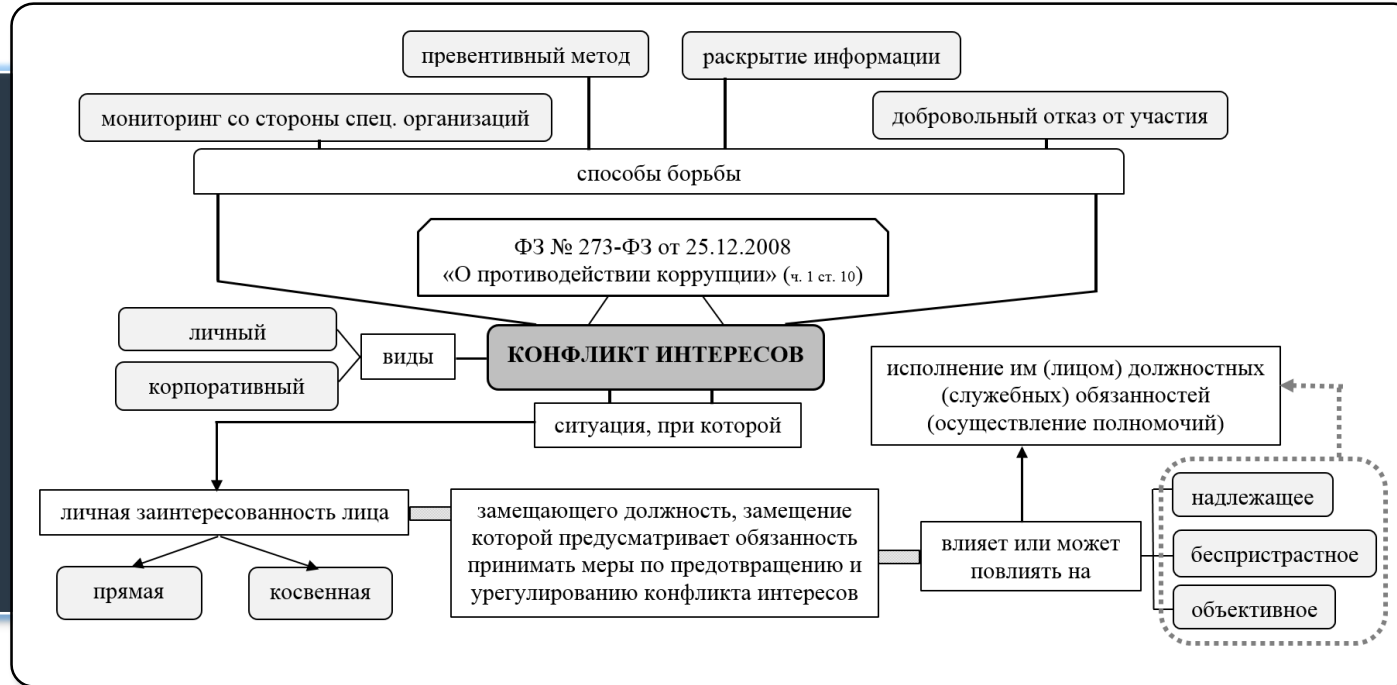 превентивный метод
раскрытие информации
мониторинг со стороны спец. организаций
добровольный отказ от участия
способы борьбы
ФЗ № 273-ФЗ от 25.12.2008
«О противодействии коррупции» (ч. 1 ст. 10)
личный
корпоративный
виды
КОНФЛИКТ ИНТЕРЕСОВ
ситуация, при которой
исполнение им (лицом) должностных
(служебных) обязанностей
(осуществление полномочий)
личная заинтересованность лица
прямая
косвенная
замещающего должность, замещение
которой предусматривает обязанность
принимать меры по предотвращению и
урегулированию конфликта интересов
влияет или может
повлиять на
надлежащее
беспристрастное
объективное